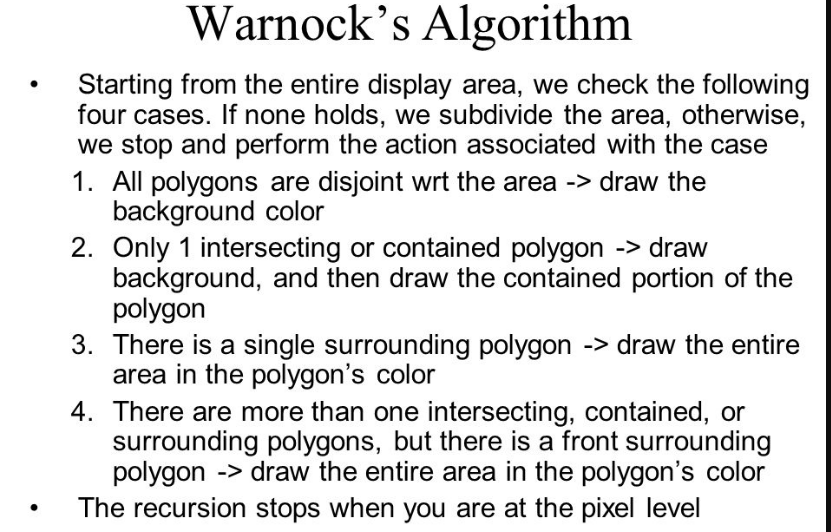 Warnock’s Algorithm
• Starting from the entire display area, we check the following
four cases. If none holds, we subdivide the area, otherwise,
we stop and perform the action associated with the case
1. All polygons are disjoint wrt the area -> draw the
background color
2. Only 1 intersecting or contained polygon -> draw
background, and then draw the contained portion of the
polygon
3. There is a single surrounding polygon -> draw the entire
area in the polygon’s color
4. There are more than one intersecting, contained, or
surrounding polygons, but there is a front surrounding
polygon -> draw the entire area in the polygon’s color
• The recursion stops when you are at the pixel level